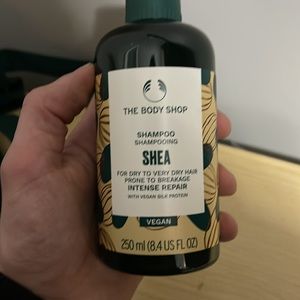 THE BODY SHOP
SHAMPOO
SHAMPOOING
SHEA
FOR DRY TO VERY DRY HAIR
PRONE TO BREAKAGE
INTENSE REPAIR
WITH VEGAN SILK PROTEIN
VEGAN
250 ml (8.4 US FL OZ)